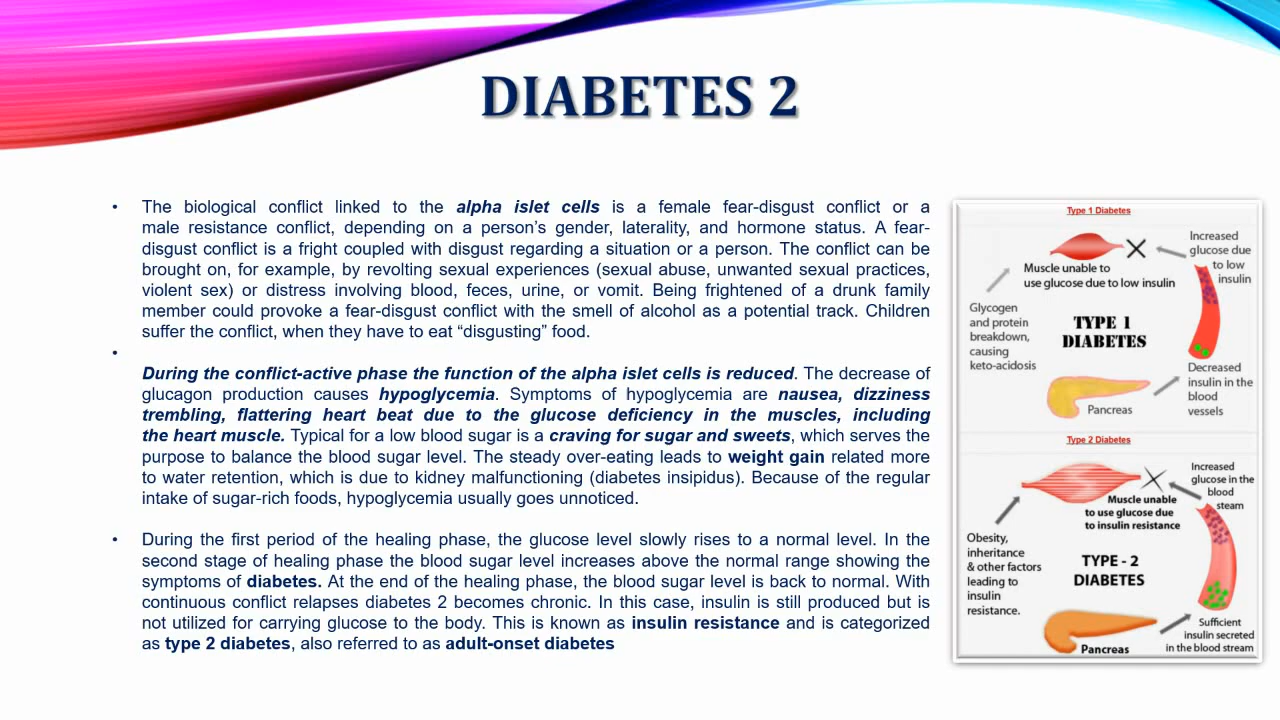 DIABETES 2
• The biological conflict linked to the alpha islet cells is a female fear-disgust conflict or a
male resistance conflict, depending on a person’s gender, laterality, and hormone status. A fear-
disgust conflict is a fright coupled with disgust regarding a situation or a person. The conflict can be
brought on, for example, by revolting sexual experiences (sexual abuse, unwanted sexual practices,
violent sex) or distress involving blood, feces, urine, or vomit. Being frightened of a drunk family
member could provoke a fear-disgust conflict with the smell of alcohol as a potential track. Children
suffer the conflict, when they have to eat “disgusting” food.
•
During the conflict-active phase the function of the alpha islet cells is reduced. The decrease of
glucagon production causes hypoglycemia. Symptoms of hypoglycemia are nausea, dizziness
trembling, flattering heart beat due to the glucose deficiency in the muscles, including
the heart muscle. Typical for a low blood sugar is a craving for sugar and sweets, which serves the
purpose to balance the blood sugar level. The steady over-eating leads to weight gain related more
to water retention, which is due to kidney malfunctioning (diabetes insipidus). Because of the regular
intake of sugar-rich foods, hypoglycemia usually goes unnoticed.
• During the first period of the healing phase, the glucose level slowly rises to a normal level. In the
second stage of healing phase the blood sugar level increases above the normal range showing the
symptoms of diabetes. At the end of the healing phase, the blood sugar level is back to normal. With
continuous conflict relapses diabetes 2 becomes chronic. In this case, insulin is still produced but is
not utilized for carrying glucose to the body. This is known as insulin resistance and is categorized
as type 2 diabetes, also referred to as adult-onset diabetes
Type 1 Diabetes
Increased
glucose due
to low
insulin
Muscle unable to
use glucose due to low insulin
Glycogen
and protein
breakdown,
causing
keto-acidosis
TYPE 1
DIABETES
Decreased
insulin in the
blood
vessels
Pancreas
Type 2 Diabetes
Increased
glucose in the
blood
steam
Muscle unable
to use glucose due
to insulin resistance
Obesity,
inheritance
& other factors
leading to
insulin
resistance.
TYPE - 2
DIABETES
Sufficient
insulin secreted
in the blood stream
Pancreas